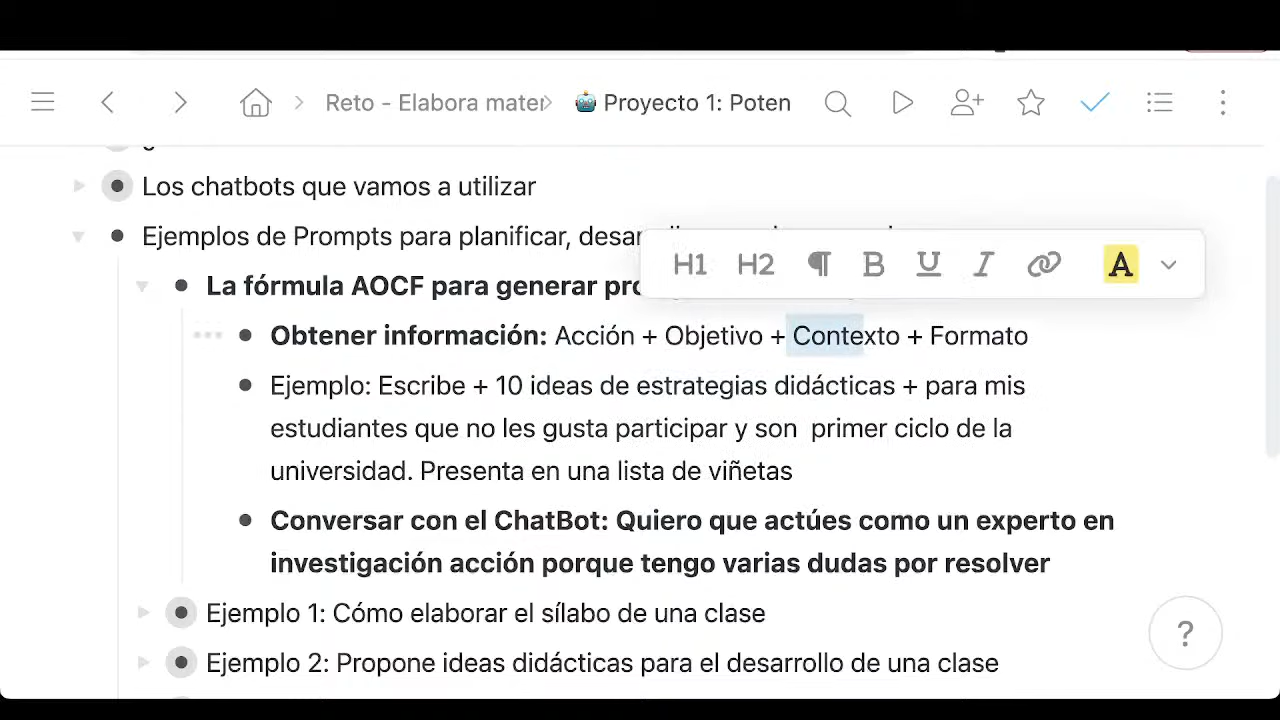 Reto - Elabora mater
Proyecto 1: Poten
Los chatbots que vamos a utilizar
Ejemplos de Prompts para planificar,
H1 H2 ¶ B U I A
La fórmula AOCF para generar
Obtener información: Acción + Objetivo + Contexto + Formato
Ejemplo: Escribe + 10 ideas de estrategias didácticas + para mis
estudiantes que no les gusta participar y son primer ciclo de la
universidad. Presenta en una lista de viñetas
Conversar con el ChatBot: Quiero que actúes como un experto en
investigación acción porque tengo varias dudas por resolver
Ejemplo 1: Cómo elaborar el sílabo de una clase
?
Ejemplo 2: Propone ideas didácticas para el desarrollo de una clase